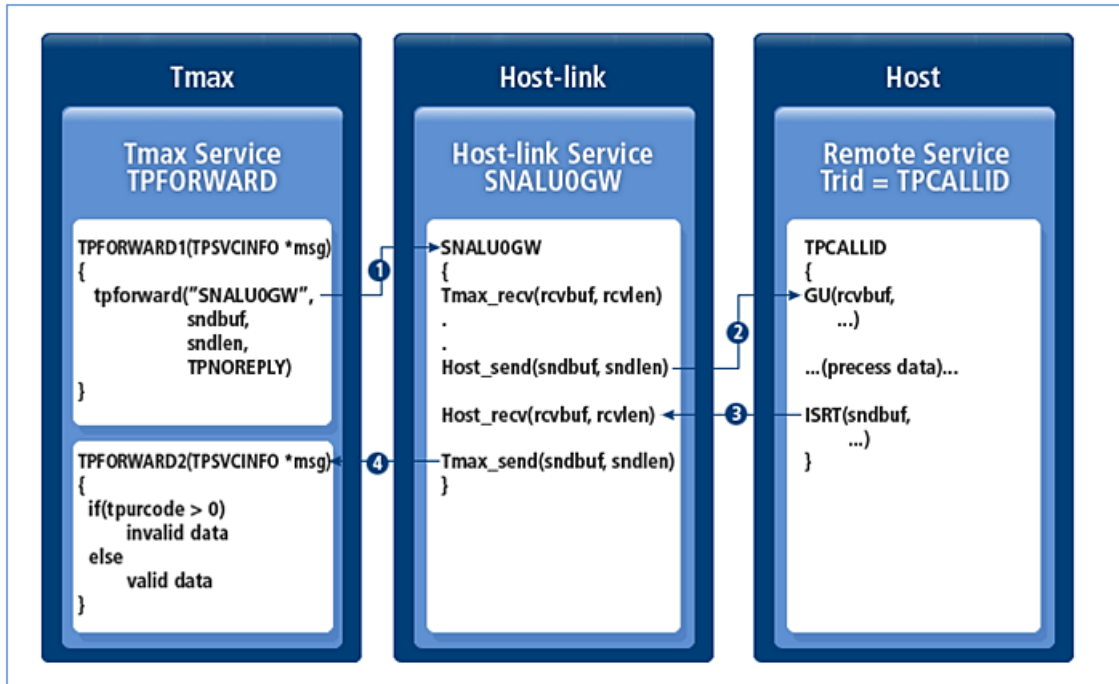 Tmax
Tmax Service
TPFORWARD
TPFORWARD1(TPSVCINFO *msg)
{
tpforward("SNALU0GW",
sndbuf,
sndlen,
TPNOREPLY)
}
TPFORWARD2(TPSVCINFO *msg)
{
if(tpurcode > 0)
invalid data
else
valid data
}
1
4
Host-link
Host-link Service
SNALU0GW
SNALU0GW
{
Tmax_recv(rcvbuf, rcvlen)
.
.
Host_send(sndbuf, sndlen)
Host_recv(rcvbuf, rcvlen)
Tmax_send(sndbuf, sndlen)
}
2
3
Host
Remote Service
Trid = TPCALLID
TPCALLID
{
GU(rcvbuf,
...)
...(precess data)...
ISRT(sndbuf,
...)
}